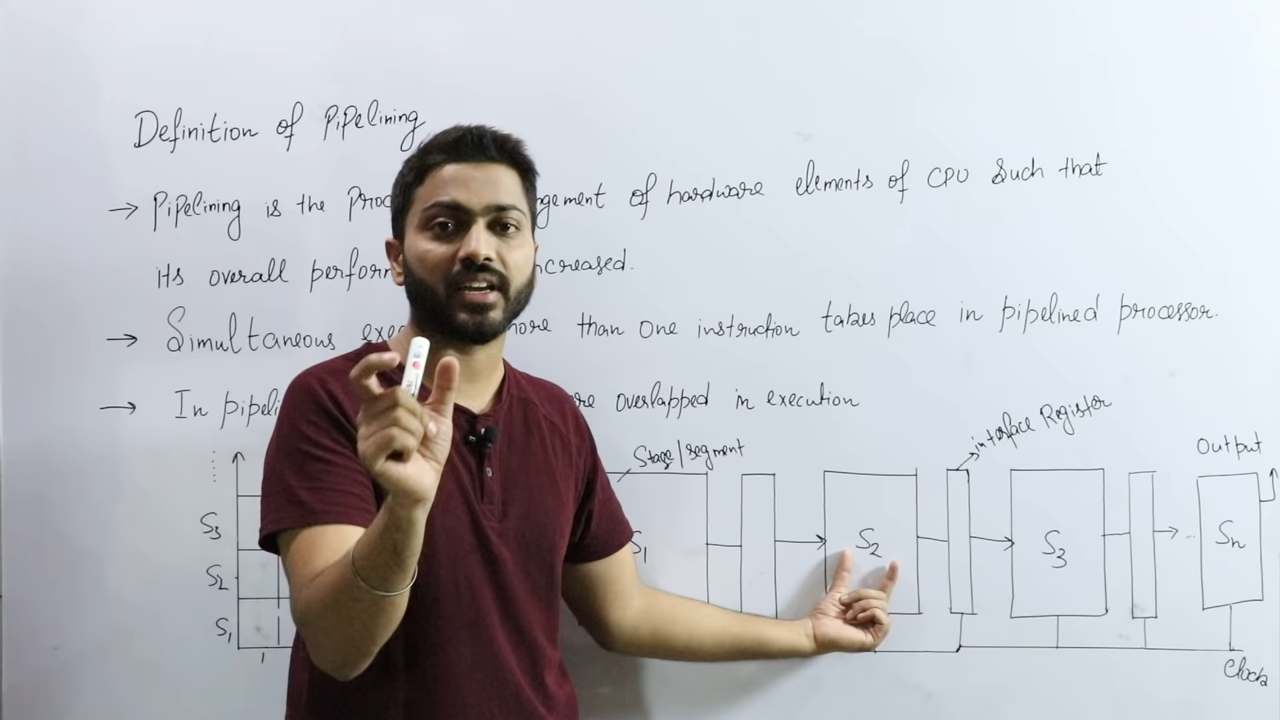 Definition of Pipelining
→ Pipelining is the Proc gement of hardware elements of CPU Such that
its overall perform creased.
→ Simultaneous exe more than one instruction takes place in pipelined processor.
→ In pipeli re overlapped in execution
Stage/segment
interface Register
Output
S3
S2
S1
1
S1
S2
S3
...
Sn
Clock